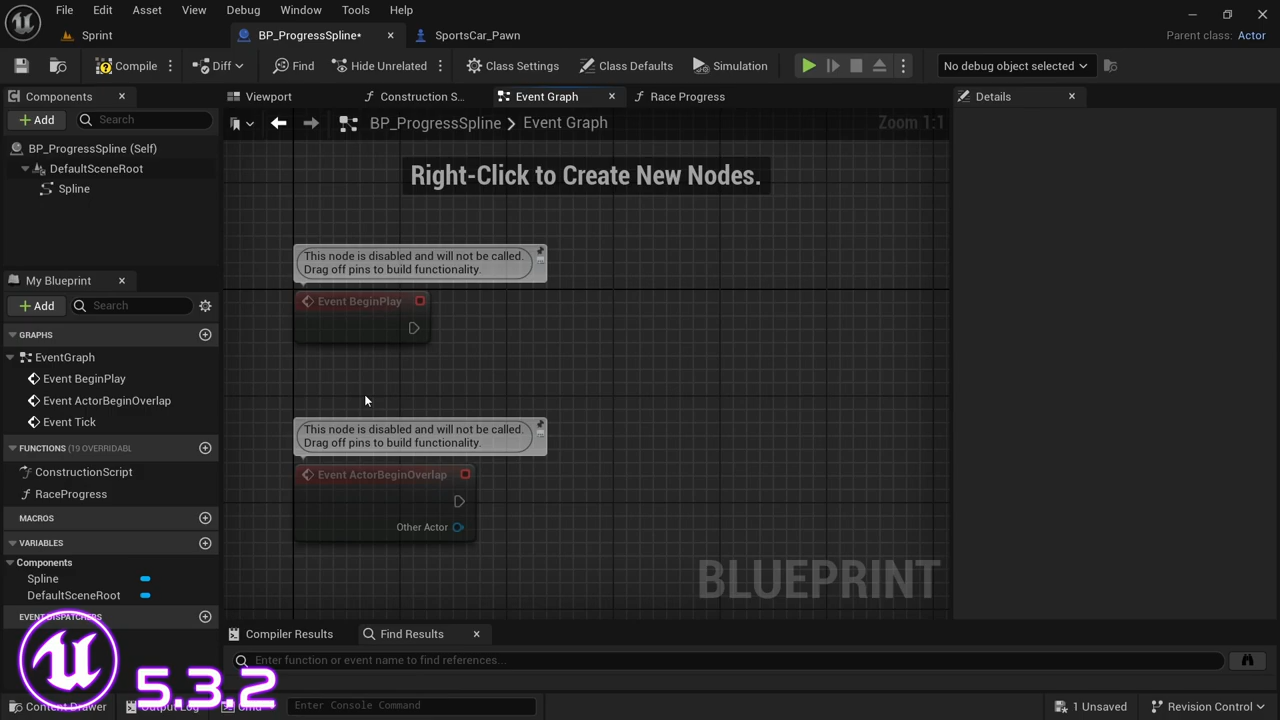 File Edit Asset View Debug Window Tools Help
Sprint BP_ProgressSpline• SportsCar_Pawn Parent class: Actor
Compile Diff Find Hide Unrelated Class Settings Class Defaults Simulation No debug object selected
Components Viewport Construction S... Event Graph Race Progress Details
Add Search
BP_ProgressSpline > Event Graph Zoom 1:1
BP_ProgressSpline (Self)
DefaultSceneRoot
Spline
Right-Click to Create New Nodes.
My Blueprint
Add Search
GRAPHS
EventGraph
Event BeginPlay
Event ActorBeginOverlap
Event Tick
FUNCTIONS (19 OVERRIDABL
ConstructionScript
RaceProgress
MACROS
VARIABLES
Components
Spline
DefaultSceneRoot
EVENT DISPATCHERS
This node is disabled and will not be called.
Drag off pins to build functionality.
Event BeginPlay
This node is disabled and will not be called.
Drag off pins to build functionality.
Event ActorBeginOverlap
Other Actor
BLUEPRINT
Compiler Results Find Results
Enter function or event name to find references...
5.3.2
Content Drawer Output Log Cmd Enter Console Command 1 Unsaved Revision Control